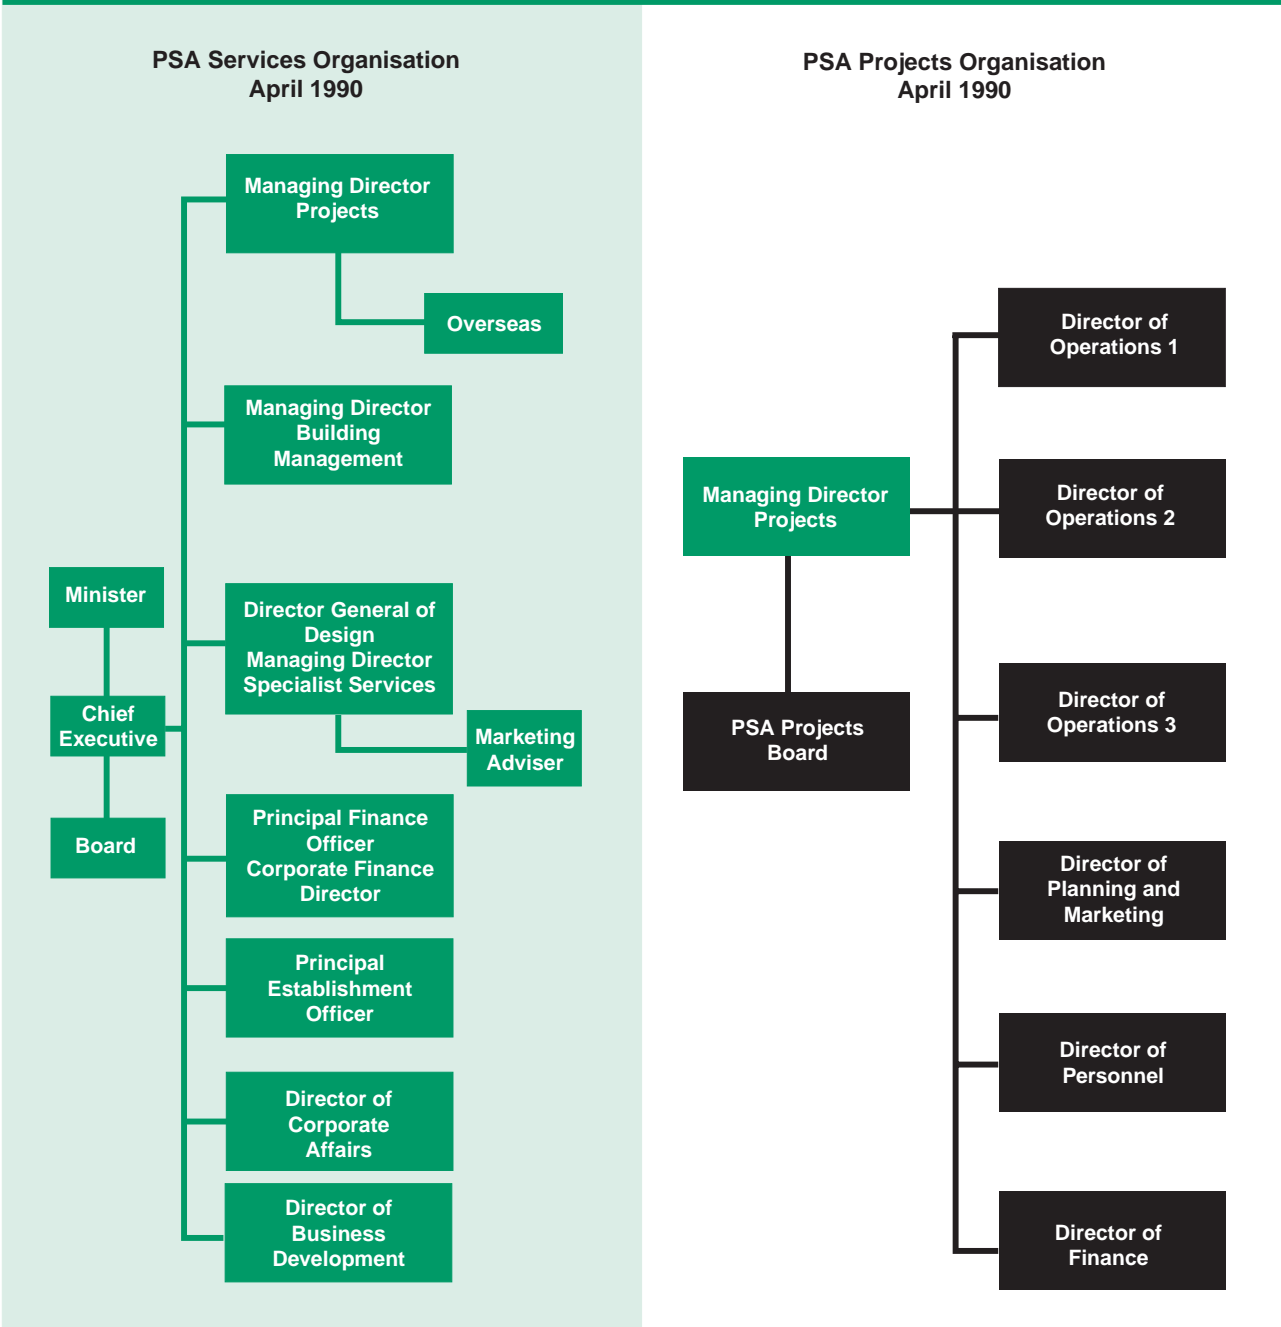 PSA Services Organisation
April 1990
Managing Director
Projects
Overseas
Managing Director
Building
Management
Minister
Director General of
Design
Managing Director
Specialist Services
Chief
Executive
Marketing
Adviser
Board
Principal Finance
Officer
Corporate Finance
Director
Principal
Establishment
Officer
Director of
Corporate
Affairs
Director of
Business
Development
PSA Projects Organisation
April 1990
Director of
Operations 1
Managing Director
Projects
Director of
Operations 2
PSA Projects
Board
Director of
Operations 3
Director of
Planning and
Marketing
Director of
Personnel
Director of
Finance